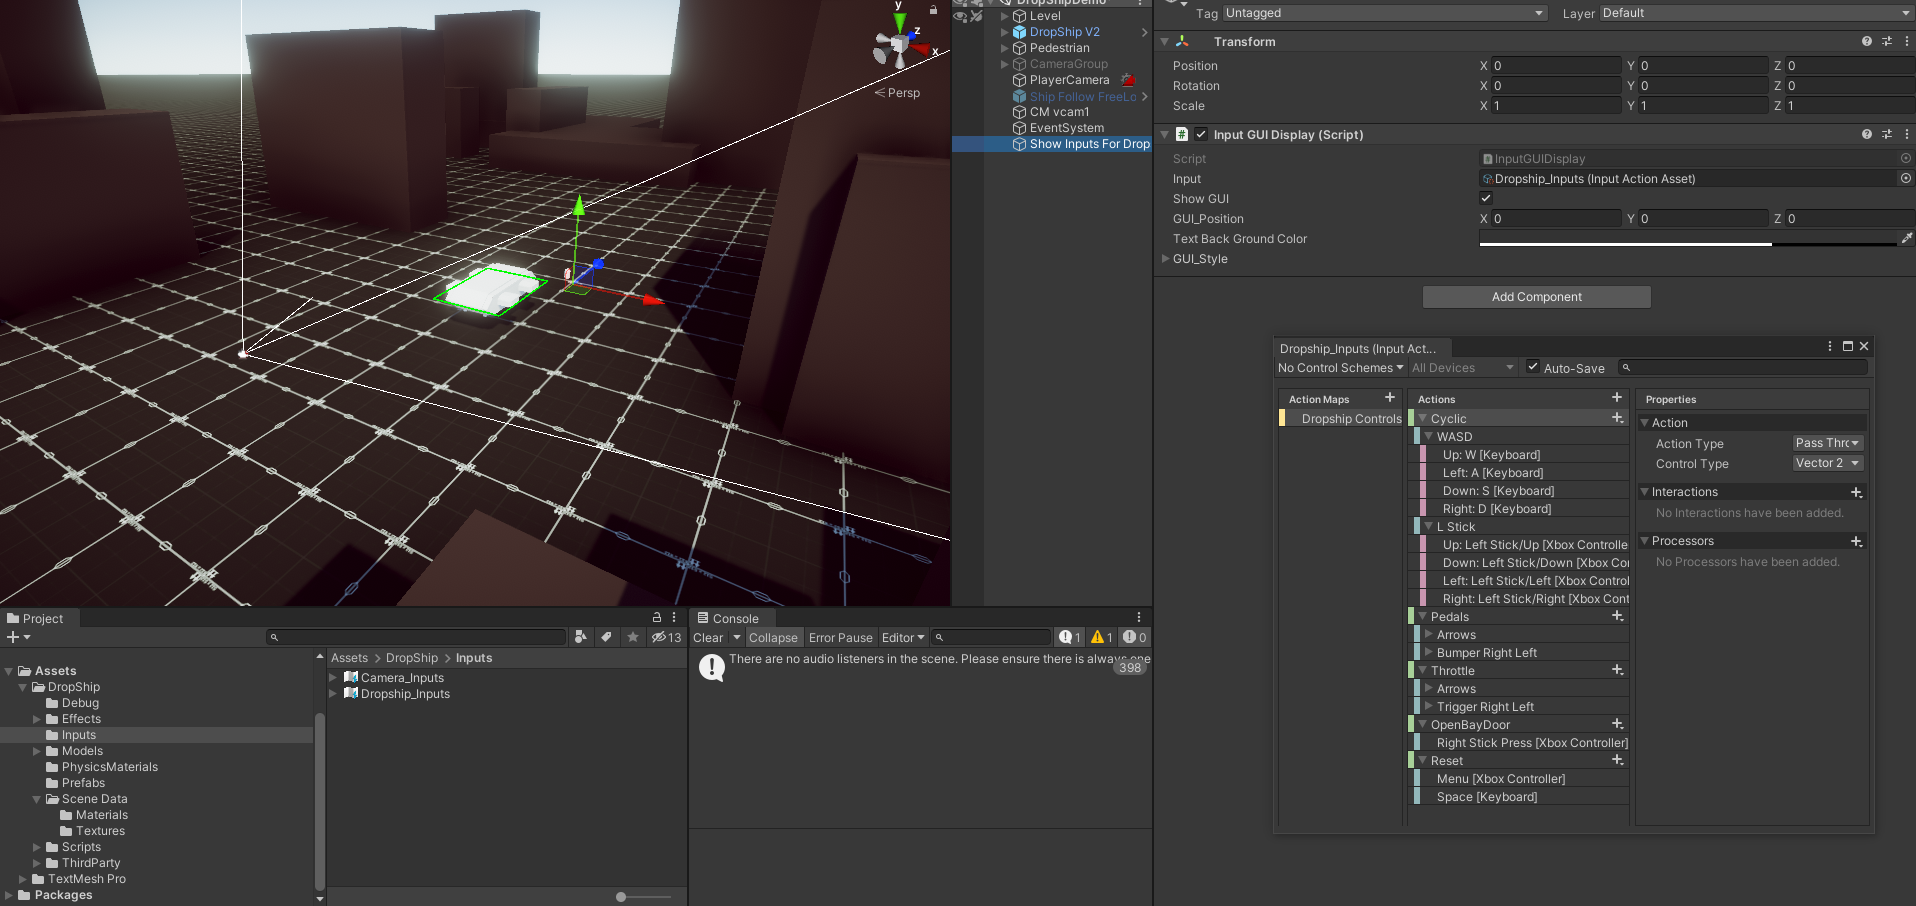 y
z
x
Persp
DropShipDemo
Level
DropShip V2
Pedestrian
CameraGroup
PlayerCamera
Ship Follow FreeLo
CM vcam1
EventSystem
Show Inputs For Drop
Tag Untagged Layer Default
Transform
Position X 0 Y 0 Z 0
Rotation X 0 Y 0 Z 0
Scale X 1 Y 1 Z 1
# Input GUI Display (Script)
Script InputGUIDisplay
Input Dropship_Inputs (Input Action Asset)
Show GUI
GUI_Position X 0 Y 0 Z 0
Text Back Ground Color
GUI_Style
Add Component
Dropship_Inputs (Input Act...
No Control Schemes All Devices Auto-Save
Action Maps + Actions + Properties
Dropship Controls
Cyclic
WASD
Up: W [Keyboard]
Left: A [Keyboard]
Down: S [Keyboard]
Right: D [Keyboard]
L Stick
Up: Left Stick/Up [Xbox Controlle
Down: Left Stick/Down [Xbox Cor
Left: Left Stick/Left [Xbox Control
Right: Left Stick/Right [Xbox Cont
Pedals
Arrows
Bumper Right Left
Throttle
Arrows
Trigger Right Left
OpenBayDoor
Right Stick Press [Xbox Controller]
Reset
Menu [Xbox Controller]
Space [Keyboard]
Action
Action Type Pass Thrc
Control Type Vector 2
Interactions
No Interactions have been added.
Processors
No Processors have been added.
Project
13
Assets
DropShip
Debug
Effects
Inputs
Models
PhysicsMaterials
Prefabs
Scene Data
Materials
Textures
Scripts
ThirdParty
TextMesh Pro
Packages
Assets > DropShip > Inputs
Camera_Inputs
Dropship_Inputs
Console
Clear Collapse Error Pause Editor 1 1 0
There are no audio listeners in the scene. Please ensure there is always one
398